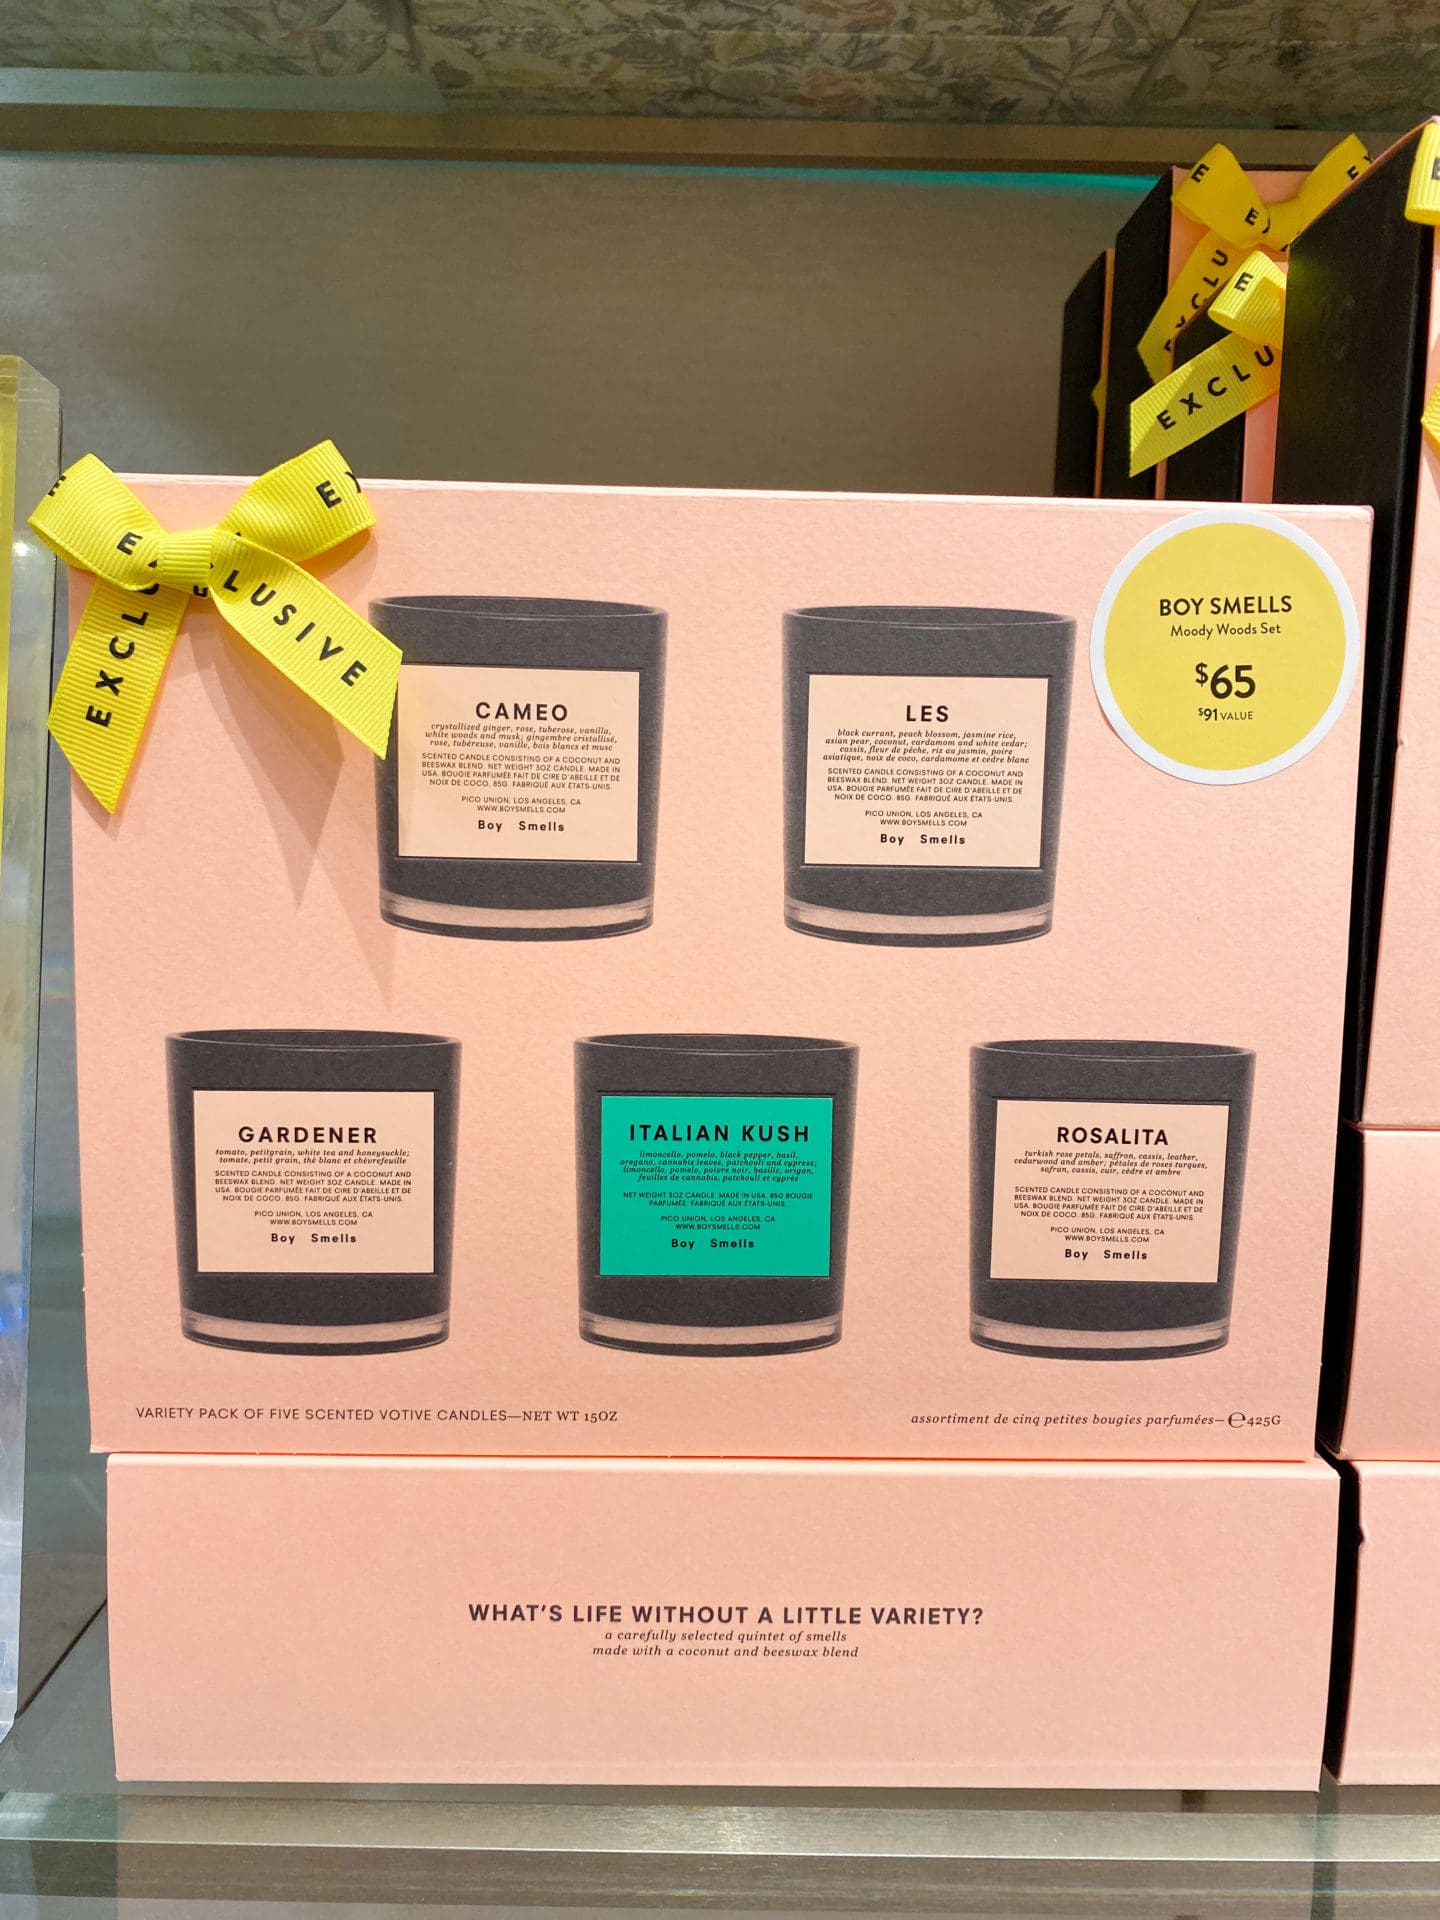 EXCLUSIVE
BOY SMELLS
Moody Woods Set
$65
$91 VALUE
CAMEO
crystallized ginger, rose, tuberose, vanilla,
white woods and musk; gingembre cristallisé,
rose, tubéreuse, vanille, bois blancs et musc
SCENTED CANDLE CONSISTING OF A COCONUT AND
BEESWAX BLEND. NET WEIGHT 3OZ CANDLE. MADE IN
USA. BOUGIE PARFUMÉE FAIT DE CIRE D'ABEILLE ET DE
NOIX DE COCO. 85G. FABRIQUÉ AUX ÉTATS-UNIS.
PICO UNION, LOS ANGELES, CA
WWW.BOYSMELLS.COM
Boy Smells
LES
black currant, peach blossom, jasmine rice,
asian pear, coconut, cardamom and white cedar;
cassis, fleur de pêche, riz au jasmin, poire
asiatique, noix de coco, cardamome et cèdre blanc
SCENTED CANDLE CONSISTING OF A COCONUT AND
BEESWAX BLEND. NET WEIGHT 3OZ CANDLE. MADE IN
USA. BOUGIE PARFUMÉE FAIT DE CIRE D'ABEILLE ET DE
NOIX DE COCO. 85G. FABRIQUÉ AUX ÉTATS-UNIS.
PICO UNION, LOS ANGELES, CA
WWW.BOYSMELLS.COM
Boy Smells
GARDENER
tomato, petitgrain, white tea and honeysuckle;
tomate, petit grain, thé blanc et chèvrefeuille
SCENTED CANDLE CONSISTING OF A COCONUT AND
BEESWAX BLEND. NET WEIGHT 3OZ CANDLE. MADE IN
USA. BOUGIE PARFUMÉE FAIT DE CIRE D'ABEILLE ET DE
NOIX DE COCO. 85G. FABRIQUÉ AUX ÉTATS-UNIS.
PICO UNION, LOS ANGELES, CA
WWW.BOYSMELLS.COM
Boy Smells
ITALIAN KUSH
limoncello, pomelo, black pepper, basil,
oregano, cannabis leaves, patchouli and cypress;
limoncello, pomelo, poivre noir, basilic, origan,
feuilles de cannabis, patchouli et cyprès
NET WEIGHT 3OZ CANDLE. MADE IN USA. 85G BOUGIE
PARFUMÉE. FABRIQUÉ AUX ÉTATS-UNIS
PICO UNION, LOS ANGELES, CA
WWW.BOYSMELLS.COM
Boy Smells
ROSALITA
turkish rose petals, saffron, cassis, leather,
cedarwood and amber; pétales de roses turques,
safran, cassis, cuir, cèdre et ambre
SCENTED CANDLE CONSISTING OF A COCONUT AND
BEESWAX BLEND. NET WEIGHT 3OZ CANDLE. MADE IN
USA. BOUGIE PARFUMÉE FAIT DE CIRE D'ABEILLE ET DE
NOIX DE COCO. 85G. FABRIQUÉ AUX ÉTATS-UNIS.
PICO UNION, LOS ANGELES, CA
WWW.BOYSMELLS.COM
Boy Smells
VARIETY PACK OF FIVE SCENTED VOTIVE CANDLES—NET WT 15OZ
assortiment de cinq petites bougies parfumées—℮425G
WHAT'S LIFE WITHOUT A LITTLE VARIETY?
a carefully selected quintet of smells
made with a coconut and beeswax blend